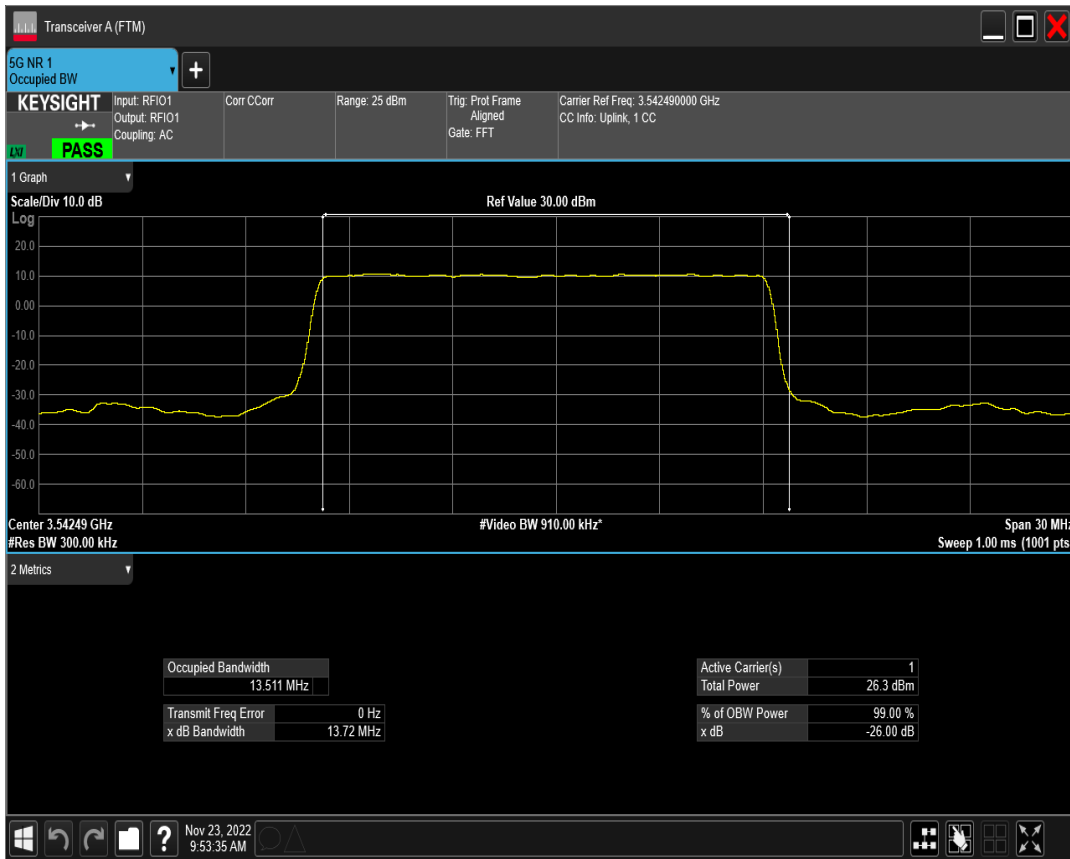 Transceiver A (FTM)
5G NR 1
Occupied BW
+
KEYSIGHT
LXI
PASS
Input: RFIO1
Output: RFIO1
Coupling: AC
Corr CCorr
Range: 25 dBm
Trig: Prot Frame
Aligned
Gate: FFT
Carrier Ref Freq: 3.542490000 GHz
CC Info: Uplink, 1 CC
1 Graph
Scale/Div 10.0 dB
Ref Value 30.00 dBm
Log
20.0
10.0
0.00
-10.0
-20.0
-30.0
-40.0
-50.0
-60.0
Center 3.54249 GHz
#Video BW 910.00 kHz*
Span 30 MHz
#Res BW 300.00 kHz
Sweep 1.00 ms (1001 pts
2 Metrics
Occupied Bandwidth
13.511 MHz
Transmit Freq Error 0 Hz
x dB Bandwidth 13.72 MHz
Active Carrier(s) 1
Total Power 26.3 dBm
% of OBW Power 99.00 %
x dB -26.00 dB
?
Nov 23, 2022
9:53:35 AM